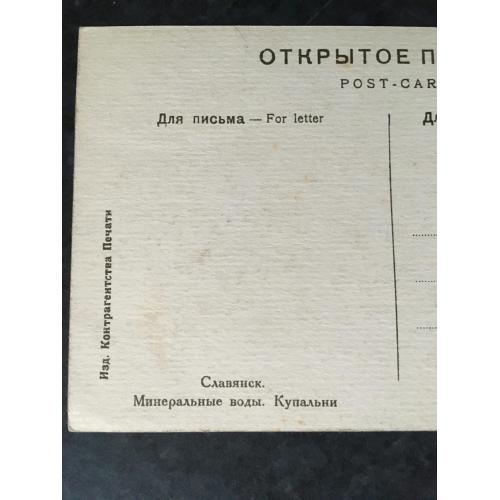 ОТКРЫТОЕ П
POST-CAR
Для письма — For letter
Д
Изд. Контрагентства Печати
Славянск.
Минеральные воды. Купальни